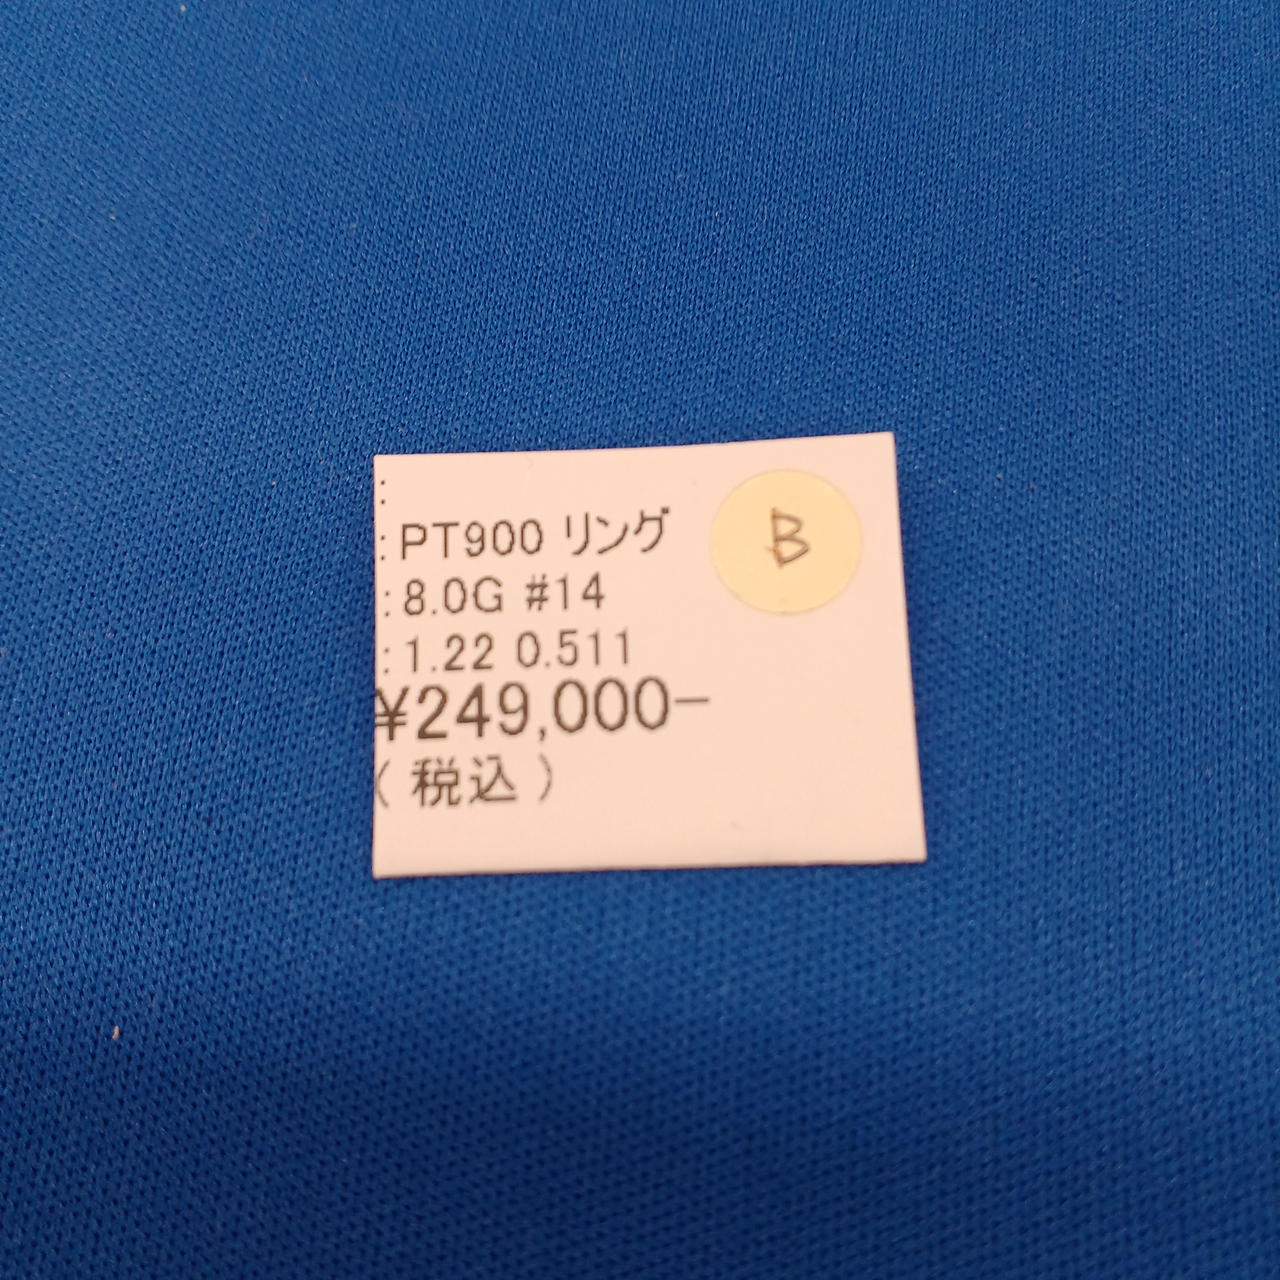 :
: PT900 リング
B
: 8.0G #14
: 1.22 0.511
¥249,000−
( 税込 )